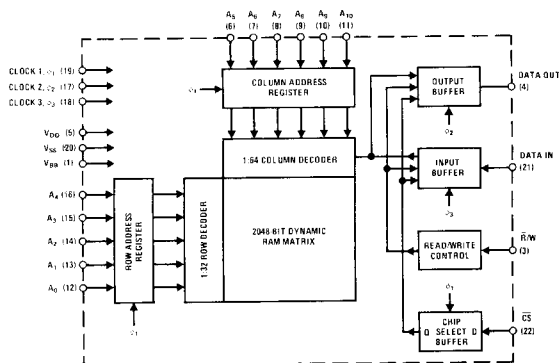 A5 A6 A7 A8 A9 A10
(6) (7) (8) (9) (10) (11)
CLOCK 1, φ1 (19)
CLOCK 2, φ2 (17)
CLOCK 3, φ3 (18)
φ1
COLUMN ADDRESS
REGISTER
OUTPUT
BUFFER
DATA OUT
(4)
φ2
VDD (5)
VSS (20)
VBB (1)
1:64 COLUMN DECODER
INPUT
BUFFER
DATA IN
(21)
φ3
A4 (16)
A3 (15)
A2 (14)
A1 (13)
A0 (12)
ROW ADDRESS
REGISTER
φ1
1:32 ROW DECODER
2048-BIT DYNAMIC
RAM MATRIX
READ/WRITE
CONTROL
R̅/W
(3)
φ1
CHIP
Q SELECT D
BUFFER
C̅S̅
(22)